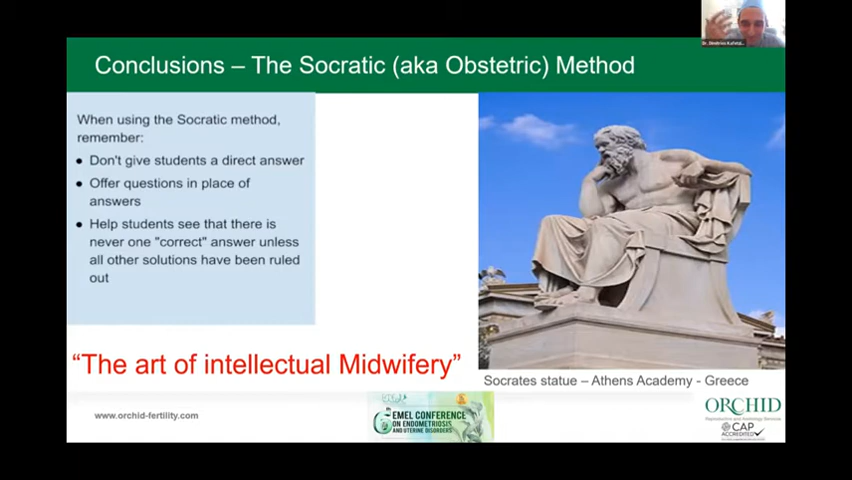 Conclusions – The Socratic (aka Obstetric) Method
When using the Socratic method,
remember:
● Don't give students a direct answer
● Offer questions in place of
answers
● Help students see that there is
never one "correct" answer unless
all other solutions have been ruled
out
“The art of intellectual Midwifery”
Socrates statue – Athens Academy - Greece
www.orchid-fertility.com
EMEL CONFERENCE
ON ENDOMETRIOSIS
AND UTERINE DISORDERS
ORCHID
CAP
ACCREDITED